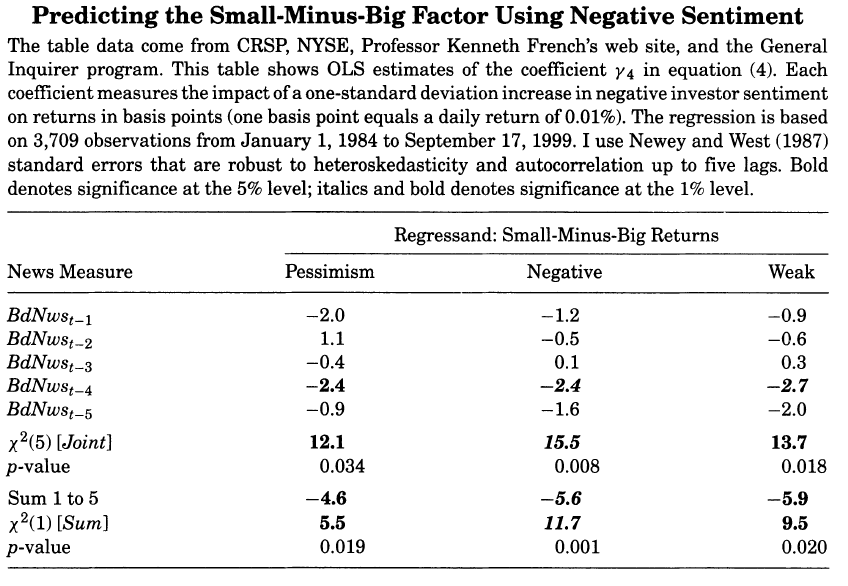 Predicting the Small-Minus-Big Factor Using Negative Sentiment
The table data come from CRSP, NYSE, Professor Kenneth French's web site, and the General
Inquirer program. This table shows OLS estimates of the coefficient γ₄ in equation (4). Each
coefficient measures the impact of a one-standard deviation increase in negative investor sentiment
on returns in basis points (one basis point equals a daily return of 0.01%). The regression is based
on 3,709 observations from January 1, 1984 to September 17, 1999. I use Newey and West (1987)
standard errors that are robust to heteroskedasticity and autocorrelation up to five lags. Bold
denotes significance at the 5% level; italics and bold denotes significance at the 1% level.
Regressand: Small-Minus-Big Returns
News Measure Pessimism Negative Weak
BdNwsₜ₋₁ −2.0 −1.2 −0.9
BdNwsₜ₋₂ 1.1 −0.5 −0.6
BdNwsₜ₋₃ −0.4 0.1 0.3
BdNwsₜ₋₄ −2.4 −2.4 −2.7
BdNwsₜ₋₅ −0.9 −1.6 −2.0
χ²(5) [Joint] 12.1 15.5 13.7
p-value 0.034 0.008 0.018
Sum 1 to 5 −4.6 −5.6 −5.9
χ²(1) [Sum] 5.5 11.7 9.5
p-value 0.019 0.001 0.020